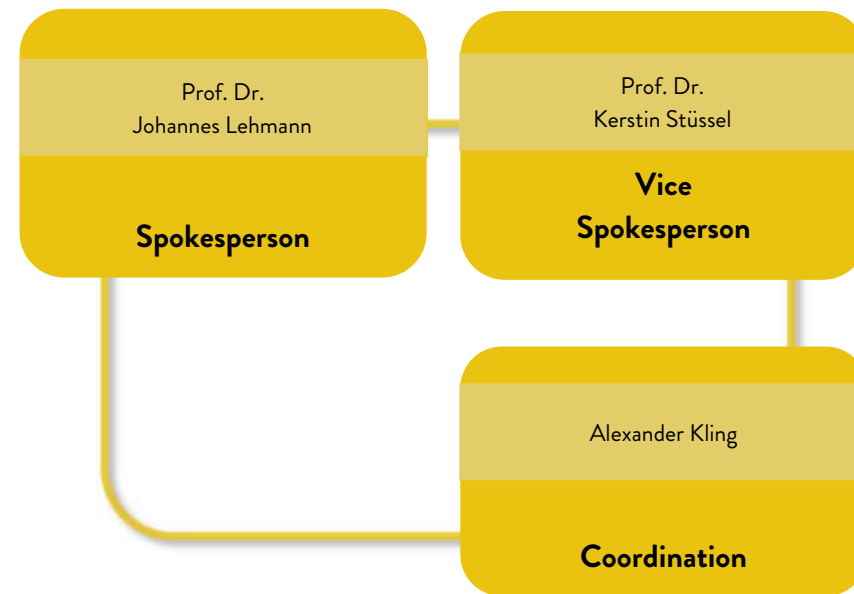 Prof. Dr.
Johannes Lehmann
Spokesperson
Prof. Dr.
Kerstin Stüssel
Vice
Spokesperson
Alexander Kling
Coordination